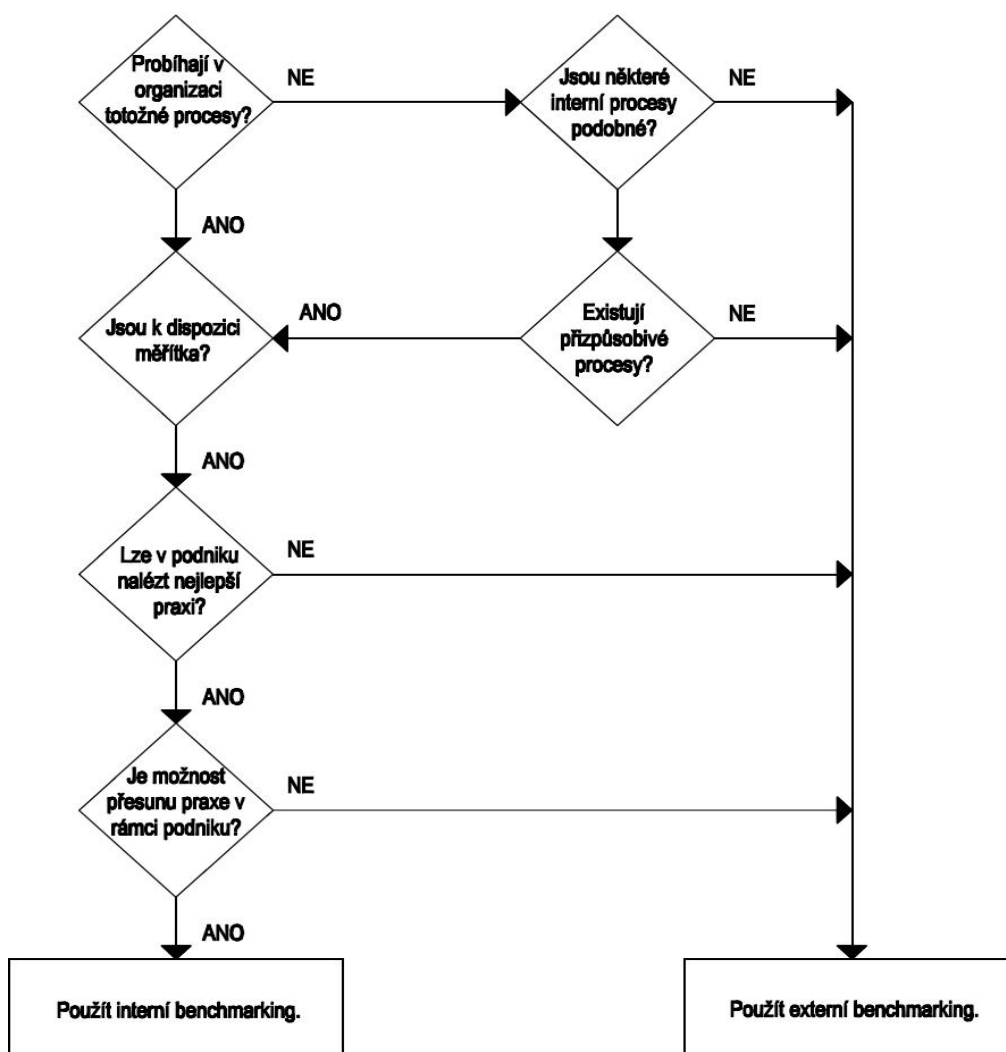 Probíhají v
organizaci
totožné procesy?
NE
Jsou některé
interní procesy
podobné?
NE
ANO
Jsou k dispozici
měřítka?
ANO
Existují
přizpůsobivé
procesy?
NE
ANO
Lze v podniku
nalézt nejlepší
praxi?
NE
ANO
Je možnost
přesunu praxe v
rámci podniku?
NE
ANO
Použít interní benchmarking.
Použít externí benchmarking.